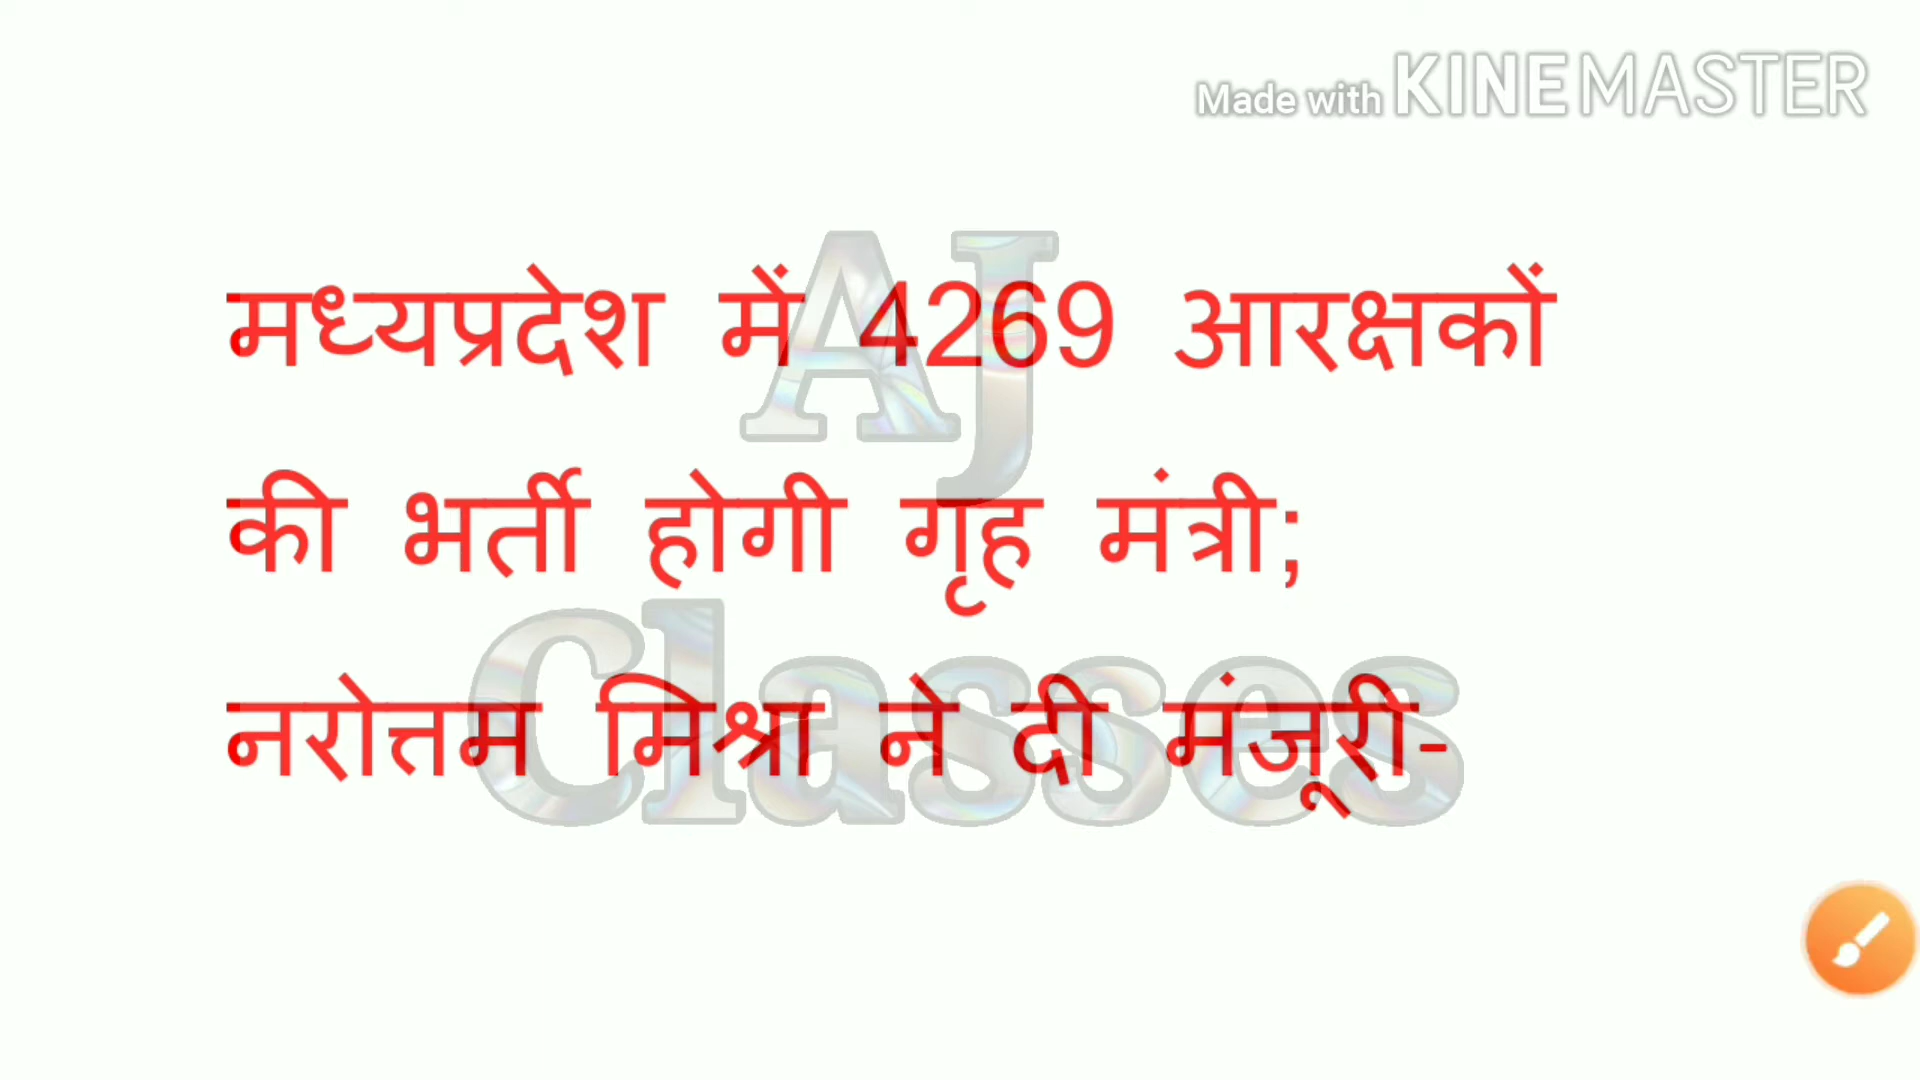 Made with KINEMASTER
AJ
मध्यप्रदेश में 4269 आरक्षकों
की भर्ती होगी गृह मंत्री;
Classes
नरोत्तम मिश्रा ने दी मंजूरी-